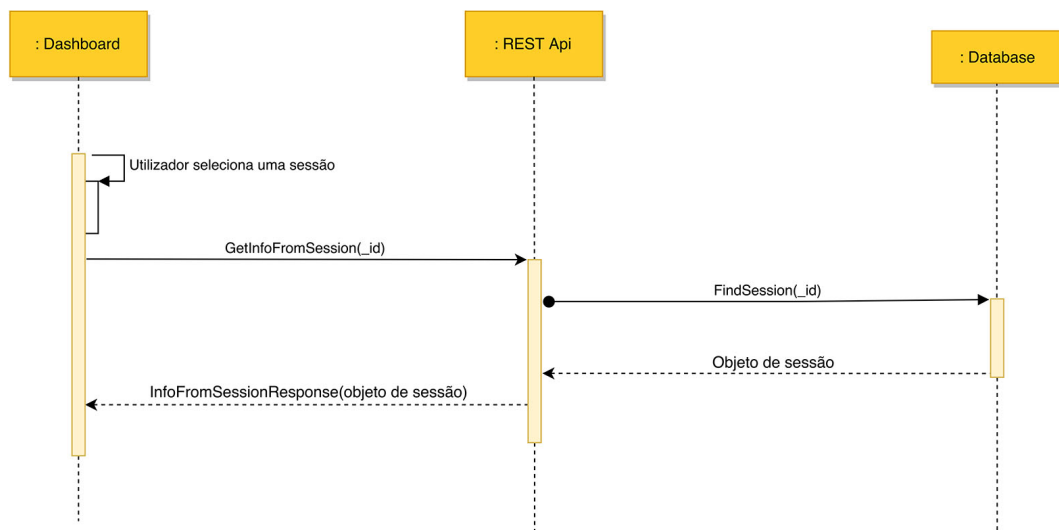 : Dashboard
: REST Api
: Database
Utilizador seleciona uma sessão
GetInfoFromSession(_id)
FindSession(_id)
Objeto de sessão
InfoFromSessionResponse(objeto de sessão)